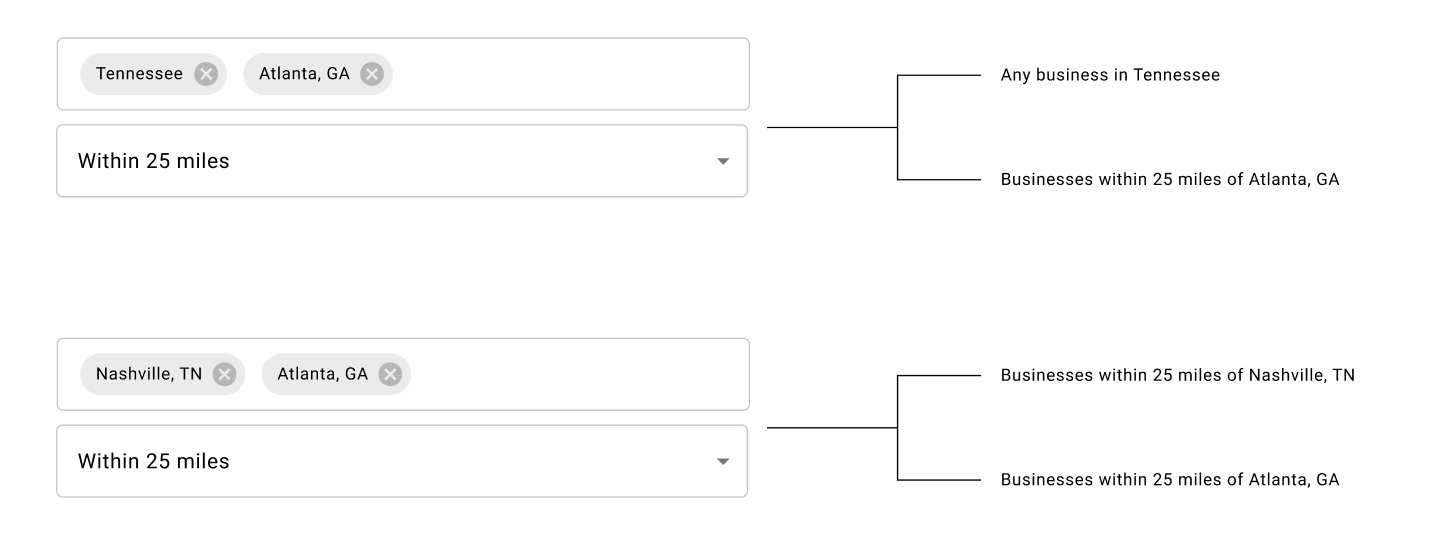 Tennessee
Atlanta, GA
Any business in Tennessee
Within 25 miles
Businesses within 25 miles of Atlanta, GA
Nashville, TN
Atlanta, GA
Businesses within 25 miles of Nashville, TN
Within 25 miles
Businesses within 25 miles of Atlanta, GA